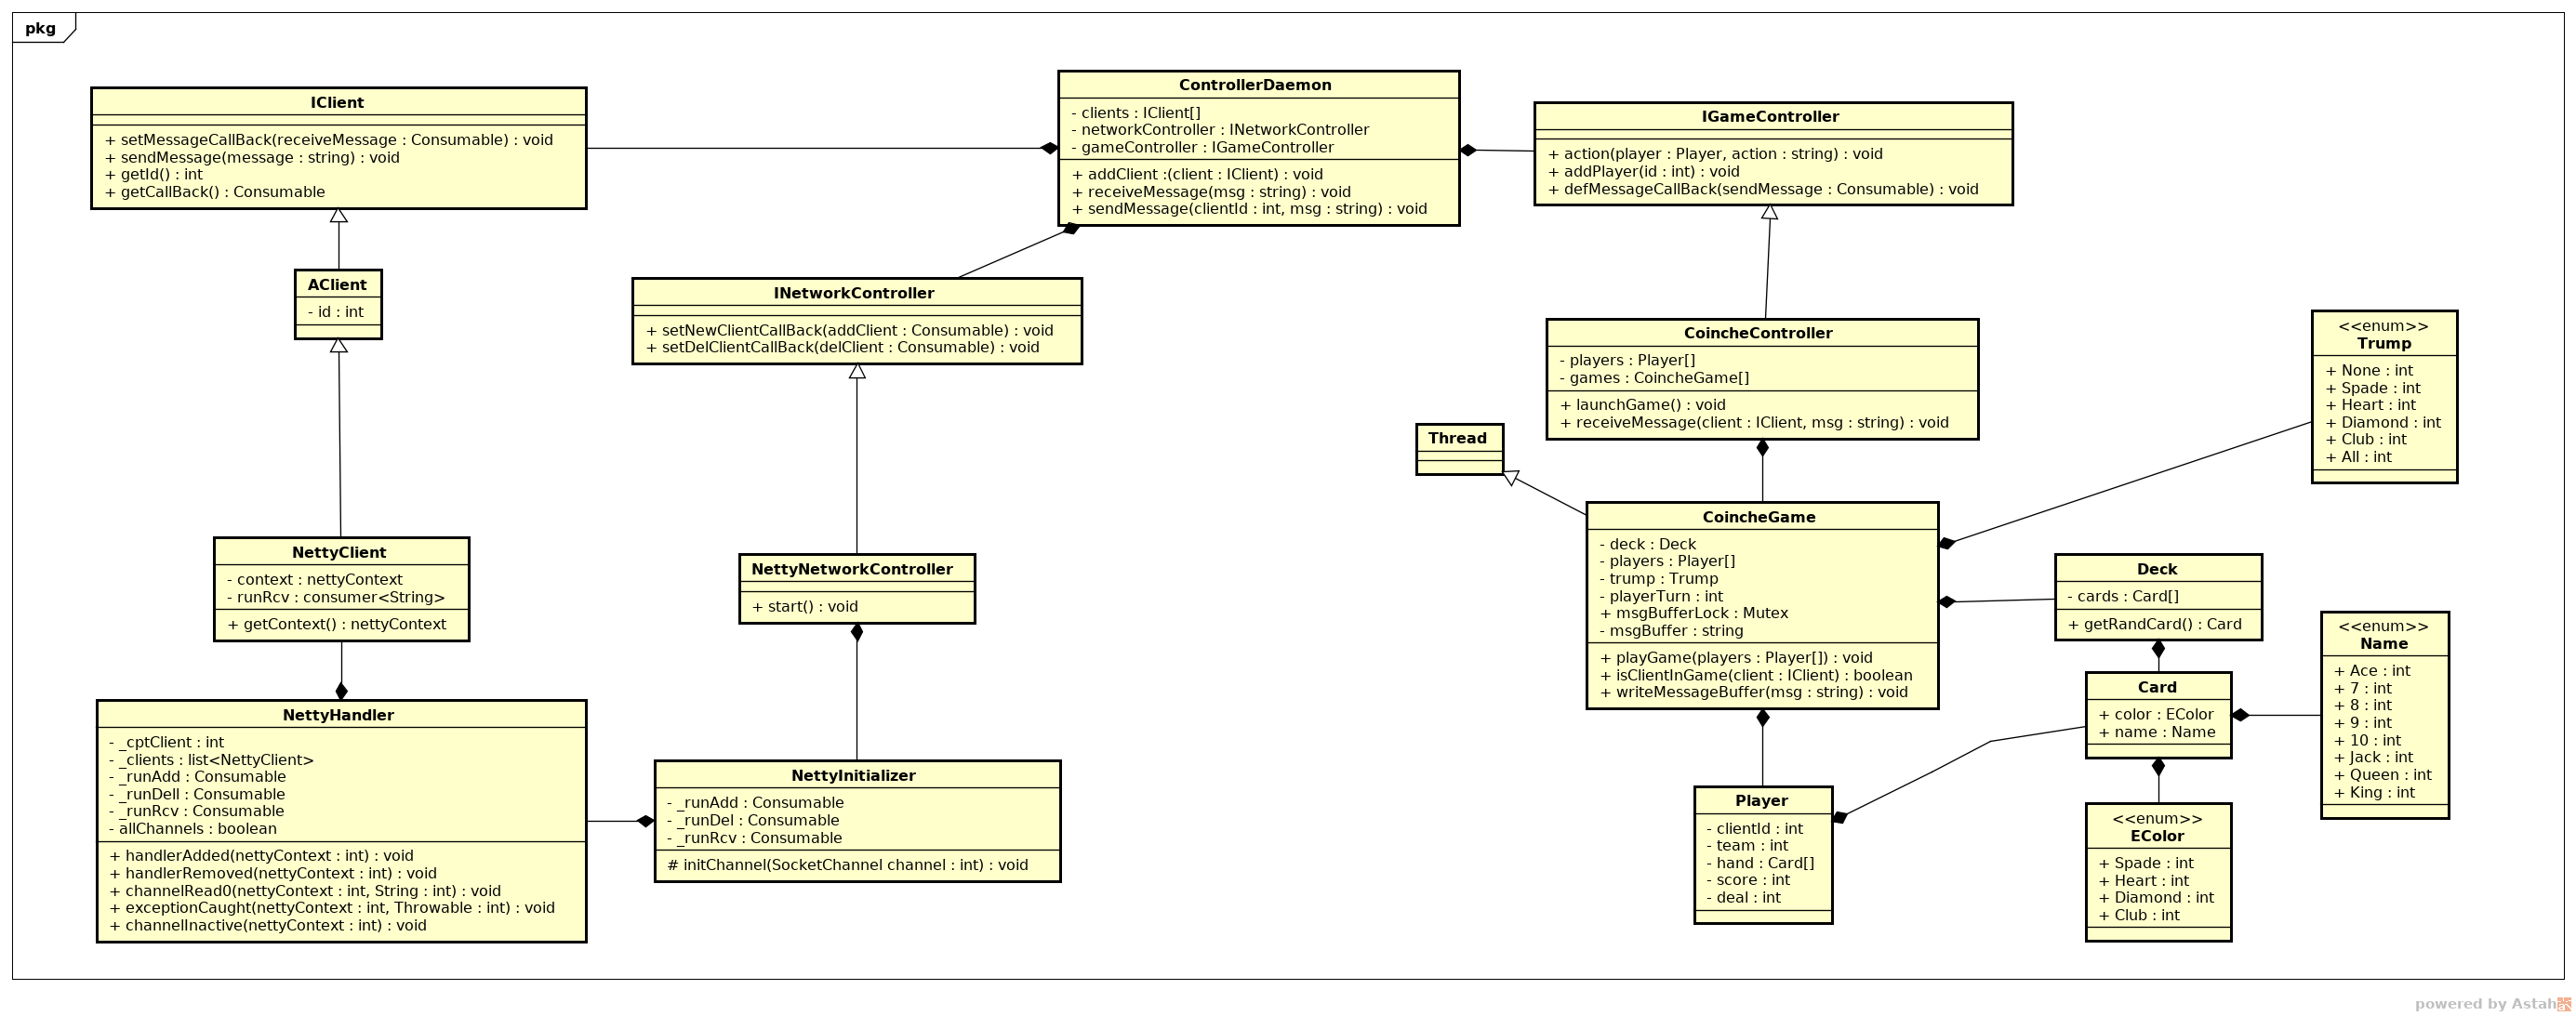 pkg
IClient
+ setMessageCallBack(receiveMessage : Consumable) : void
+ sendMessage(message : string) : void
+ getId() : int
+ getCallBack() : Consumable
ControllerDaemon
- clients : IClient[]
- networkController : INetworkController
- gameController : IGameController
+ addClient :(client : IClient) : void
+ receiveMessage(msg : string) : void
+ sendMessage(clientId : int, msg : string) : void
IGameController
+ action(player : Player, action : string) : void
+ addPlayer(id : int) : void
+ defMessageCallBack(sendMessage : Consumable) : void
AClient
- id : int
INetworkController
+ setNewClientCallBack(addClient : Consumable) : void
+ setDelClientCallBack(delClient : Consumable) : void
CoincheController
- players : Player[]
- games : CoincheGame[]
+ launchGame() : void
+ receiveMessage(client : IClient, msg : string) : void
<<enum>>
Trump
+ None : int
+ Spade : int
+ Heart : int
+ Diamond : int
+ Club : int
+ All : int
Thread
CoincheGame
- deck : Deck
- players : Player[]
- trump : Trump
- playerTurn : int
+ msgBufferLock : Mutex
- msgBuffer : string
+ playGame(players : Player[]) : void
+ isClientInGame(client : IClient) : boolean
+ writeMessageBuffer(msg : string) : void
NettyClient
- context : nettyContext
- runRcv : consumer<String>
+ getContext() : nettyContext
NettyNetworkController
+ start() : void
Deck
- cards : Card[]
+ getRandCard() : Card
<<enum>>
Name
+ Ace : int
+ 7 : int
+ 8 : int
+ 9 : int
+ 10 : int
+ Jack : int
+ Queen : int
+ King : int
Card
+ color : EColor
+ name : Name
NettyHandler
- _cptClient : int
- _clients : list<NettyClient>
- _runAdd : Consumable
- _runDell : Consumable
- _runRcv : Consumable
- allChannels : boolean
+ handlerAdded(nettyContext : int) : void
+ handlerRemoved(nettyContext : int) : void
+ channelRead0(nettyContext : int, String : int) : void
+ exceptionCaught(nettyContext : int, Throwable : int) : void
+ channelInactive(nettyContext : int) : void
NettyInitializer
- _runAdd : Consumable
- _runDel : Consumable
- _runRcv : Consumable
# initChannel(SocketChannel channel : int) : void
Player
- clientId : int
- team : int
- hand : Card[]
- score : int
- deal : int
<<enum>>
EColor
+ Spade : int
+ Heart : int
+ Diamond : int
+ Club : int
powered by Astah